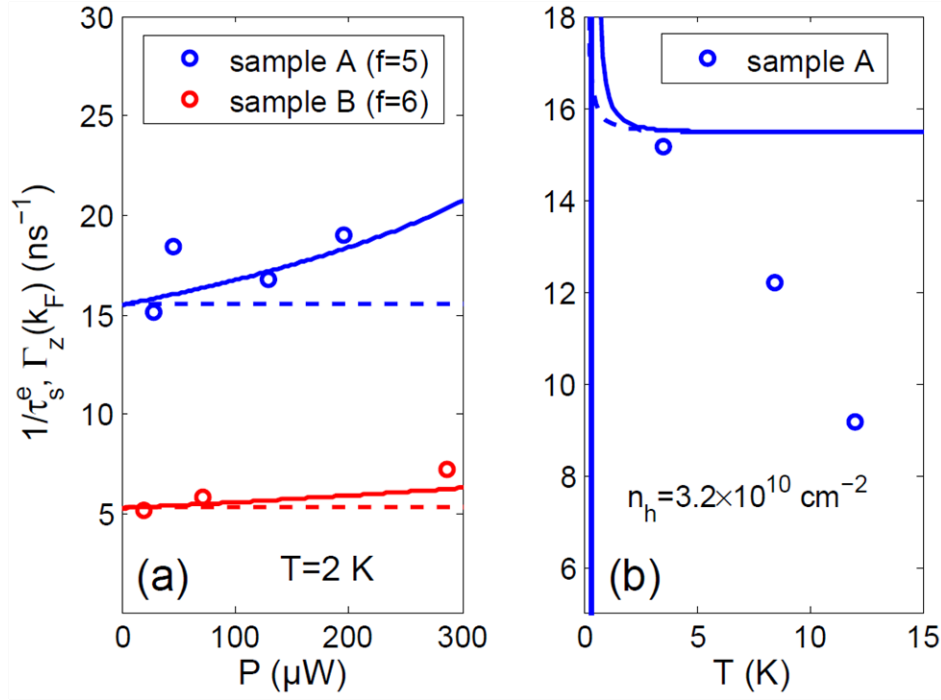 30
25
20
15
10
5
1/τ_s^e, Γ_z(k_F) (ns⁻¹)
sample A (f=5)
sample B (f=6)
(a)
T=2 K
0
100
200
300
P (µW)
18
16
14
12
10
8
6
sample A
n_h=3.2×10¹⁰ cm⁻²
(b)
0
5
10
15
T (K)